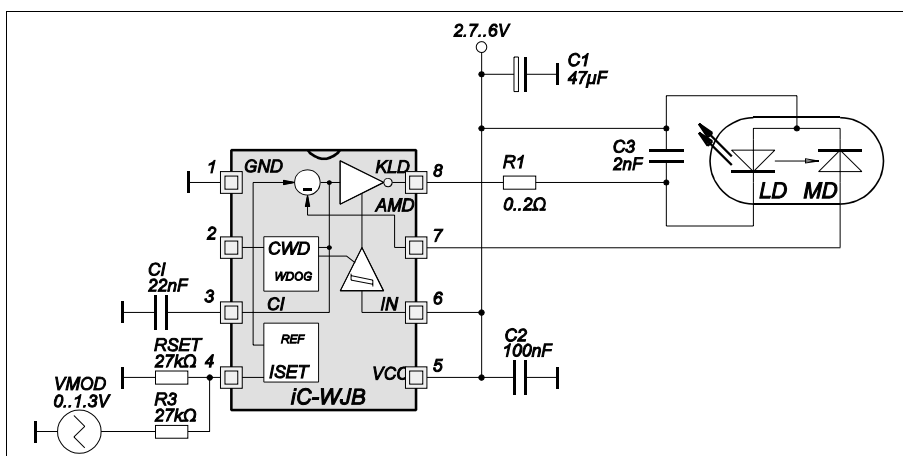 2.7..6V
C1
47µF
C3
2nF
LD
MD
R1
0..2Ω
1
GND
KLD
8
-
AMD
2
7
CWD
WDOG
CI
22nF
3
CI
IN
6
RSET
27kΩ
4
REF
ISET
VCC
5
C2
100nF
VMOD
0..1.3V
R3
27kΩ
iC-WJB